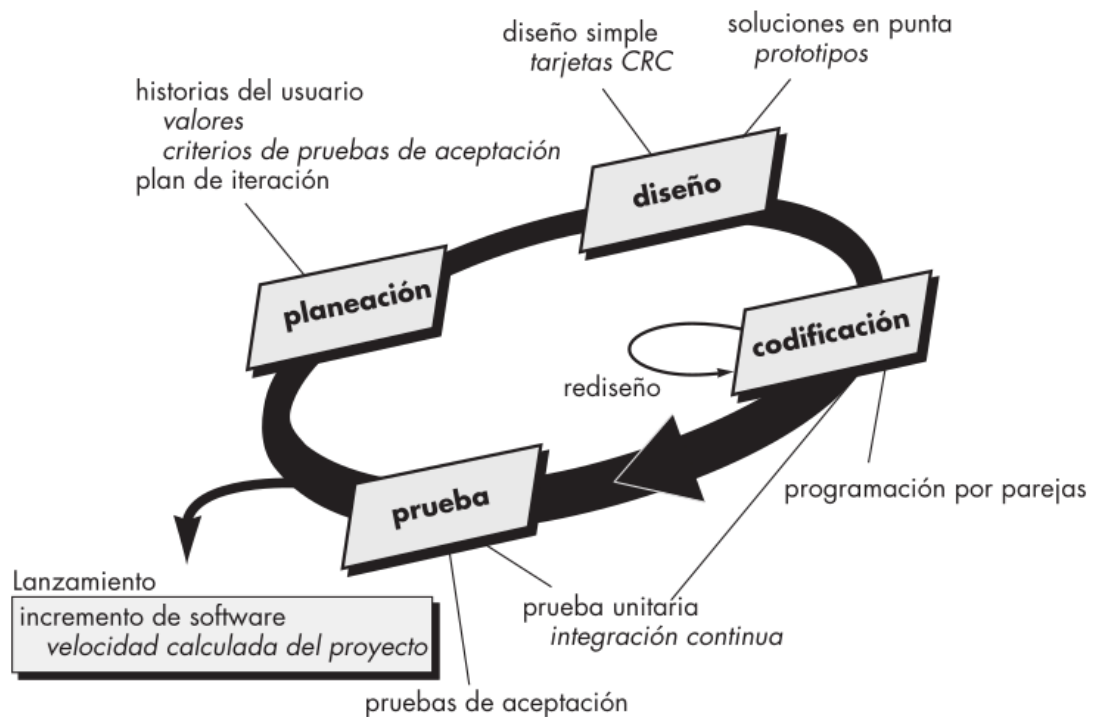 diseño simple
tarjetas CRC
soluciones en punta
prototipos
historias del usuario
valores
criterios de pruebas de aceptación
plan de iteración
diseño
planeación
codificación
rediseño
prueba
programación por parejas
Lanzamiento
incremento de software
velocidad calculada del proyecto
prueba unitaria
integración continua
pruebas de aceptación